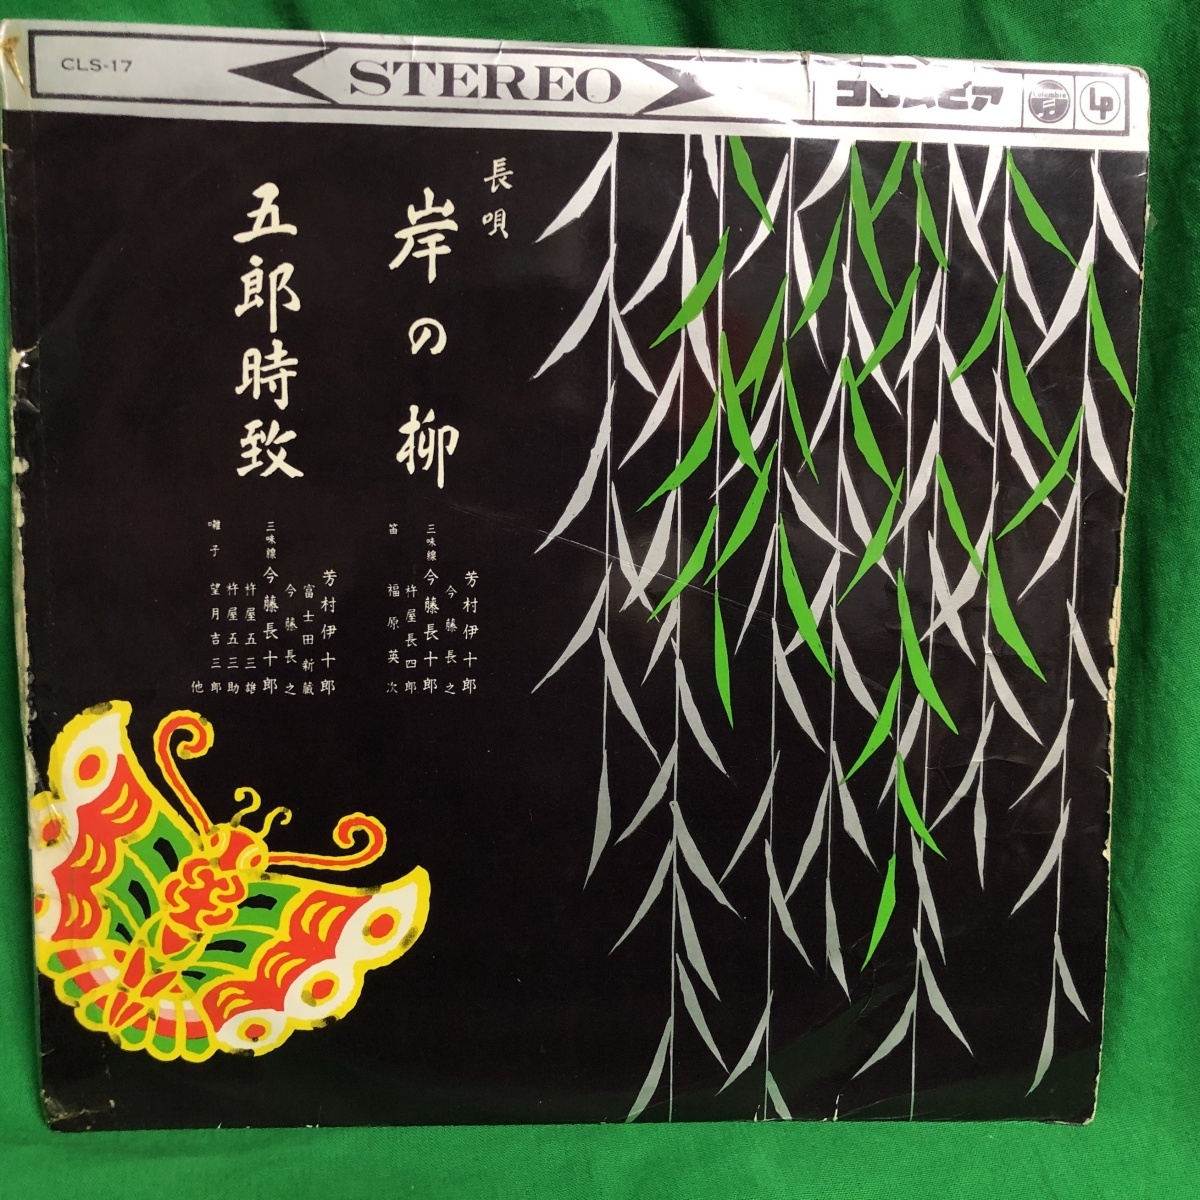 CLS-17
STEREO
コロムビア
Columbia
LP
長唄
岸の柳
芳村伊十郎
今藤長之
三味線 今藤長十郎
杵屋長四郎
笛 福原英次
五郎時致
芳村伊十郎
富士田新蔵
今藤長之
三味線 今藤長十郎
杵屋五三雄
杵屋五三助
囃子 望月吉三郎
他